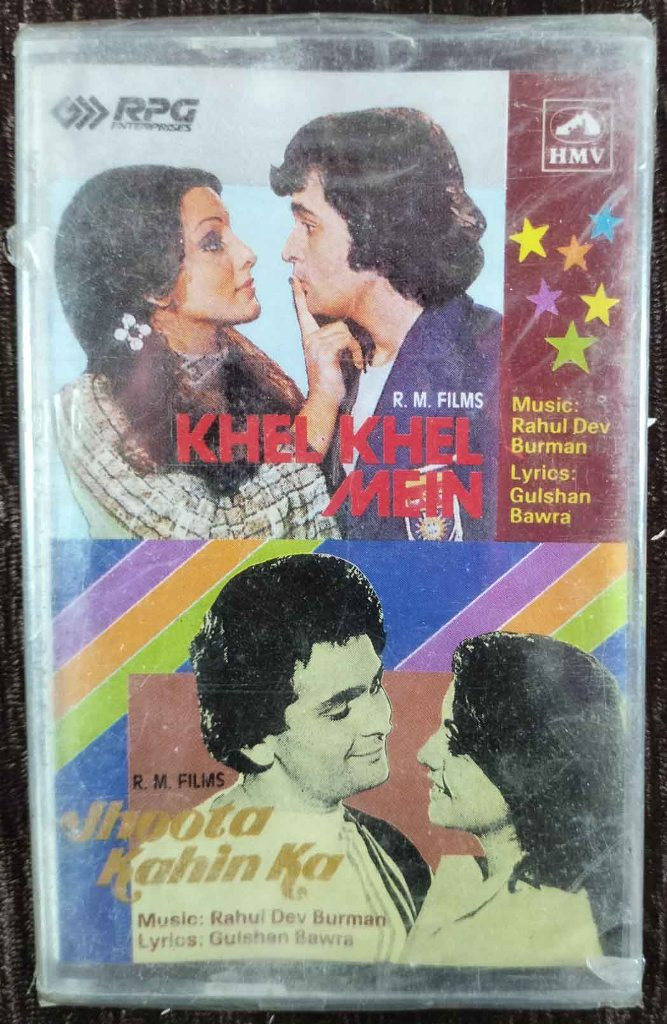 RPG
ENTERPRISES
HMV
R. M. FILMS
KHEL KHEL
MEIN
Music:
Rahul Dev
Burman
Lyrics:
Gulshan
Bawra
R. M. FILMS
Jhoota
Kahin Ka
Music: Rahul Dev Burman
Lyrics: Gulshan Bawra